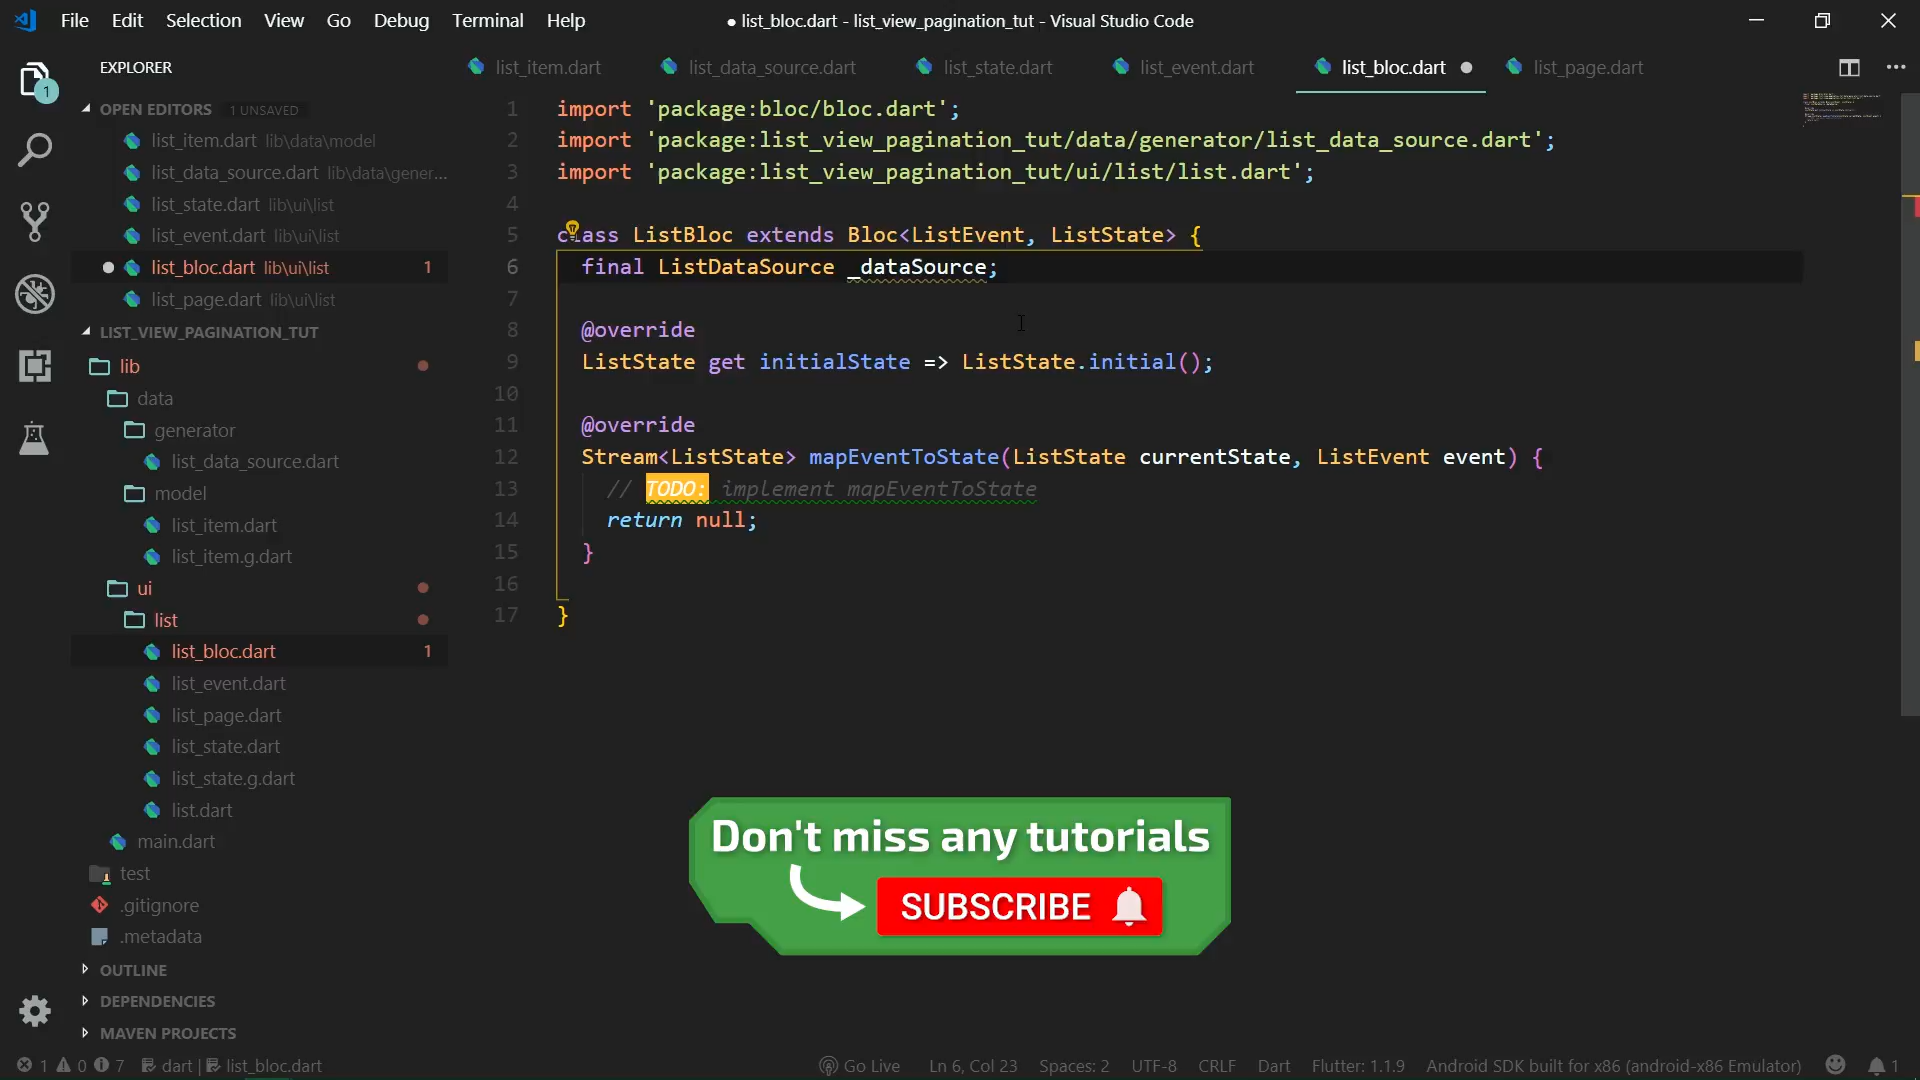 File Edit Selection View Go Debug Terminal Help
● list_bloc.dart - list_view_pagination_tut - Visual Studio Code
1
EXPLORER
OPEN EDITORS 1 UNSAVED
list_item.dart lib\data\model
list_data_source.dart lib\data\gener...
list_state.dart lib\ui\list
list_event.dart lib\ui\list
● list_bloc.dart lib\ui\list 1
list_page.dart lib\ui\list
LIST_VIEW_PAGINATION_TUT
lib
data
generator
list_data_source.dart
model
list_item.dart
list_item.g.dart
ui
list
list_bloc.dart 1
list_event.dart
list_page.dart
list_state.dart
list_state.g.dart
list.dart
main.dart
test
.gitignore
.metadata
OUTLINE
DEPENDENCIES
MAVEN PROJECTS
list_item.dart list_data_source.dart list_state.dart list_event.dart list_bloc.dart ● list_page.dart
1 import 'package:bloc/bloc.dart';
2 import 'package:list_view_pagination_tut/data/generator/list_data_source.dart';
3 import 'package:list_view_pagination_tut/ui/list/list.dart';
4
5 class ListBloc extends Bloc<ListEvent, ListState> {
6 final ListDataSource _dataSource;
7
8 @override
9 ListState get initialState => ListState.initial();
10
11 @override
12 Stream<ListState> mapEventToState(ListState currentState, ListEvent event) {
13 // TODO: implement mapEventToState
14 return null;
15 }
16
17 }
Don't miss any tutorials
SUBSCRIBE
1 0 7 dart | list_bloc.dart Go Live Ln 6, Col 23 Spaces: 2 UTF-8 CRLF Dart Flutter: 1.1.9 Android SDK built for x86 (android-x86 Emulator) 1